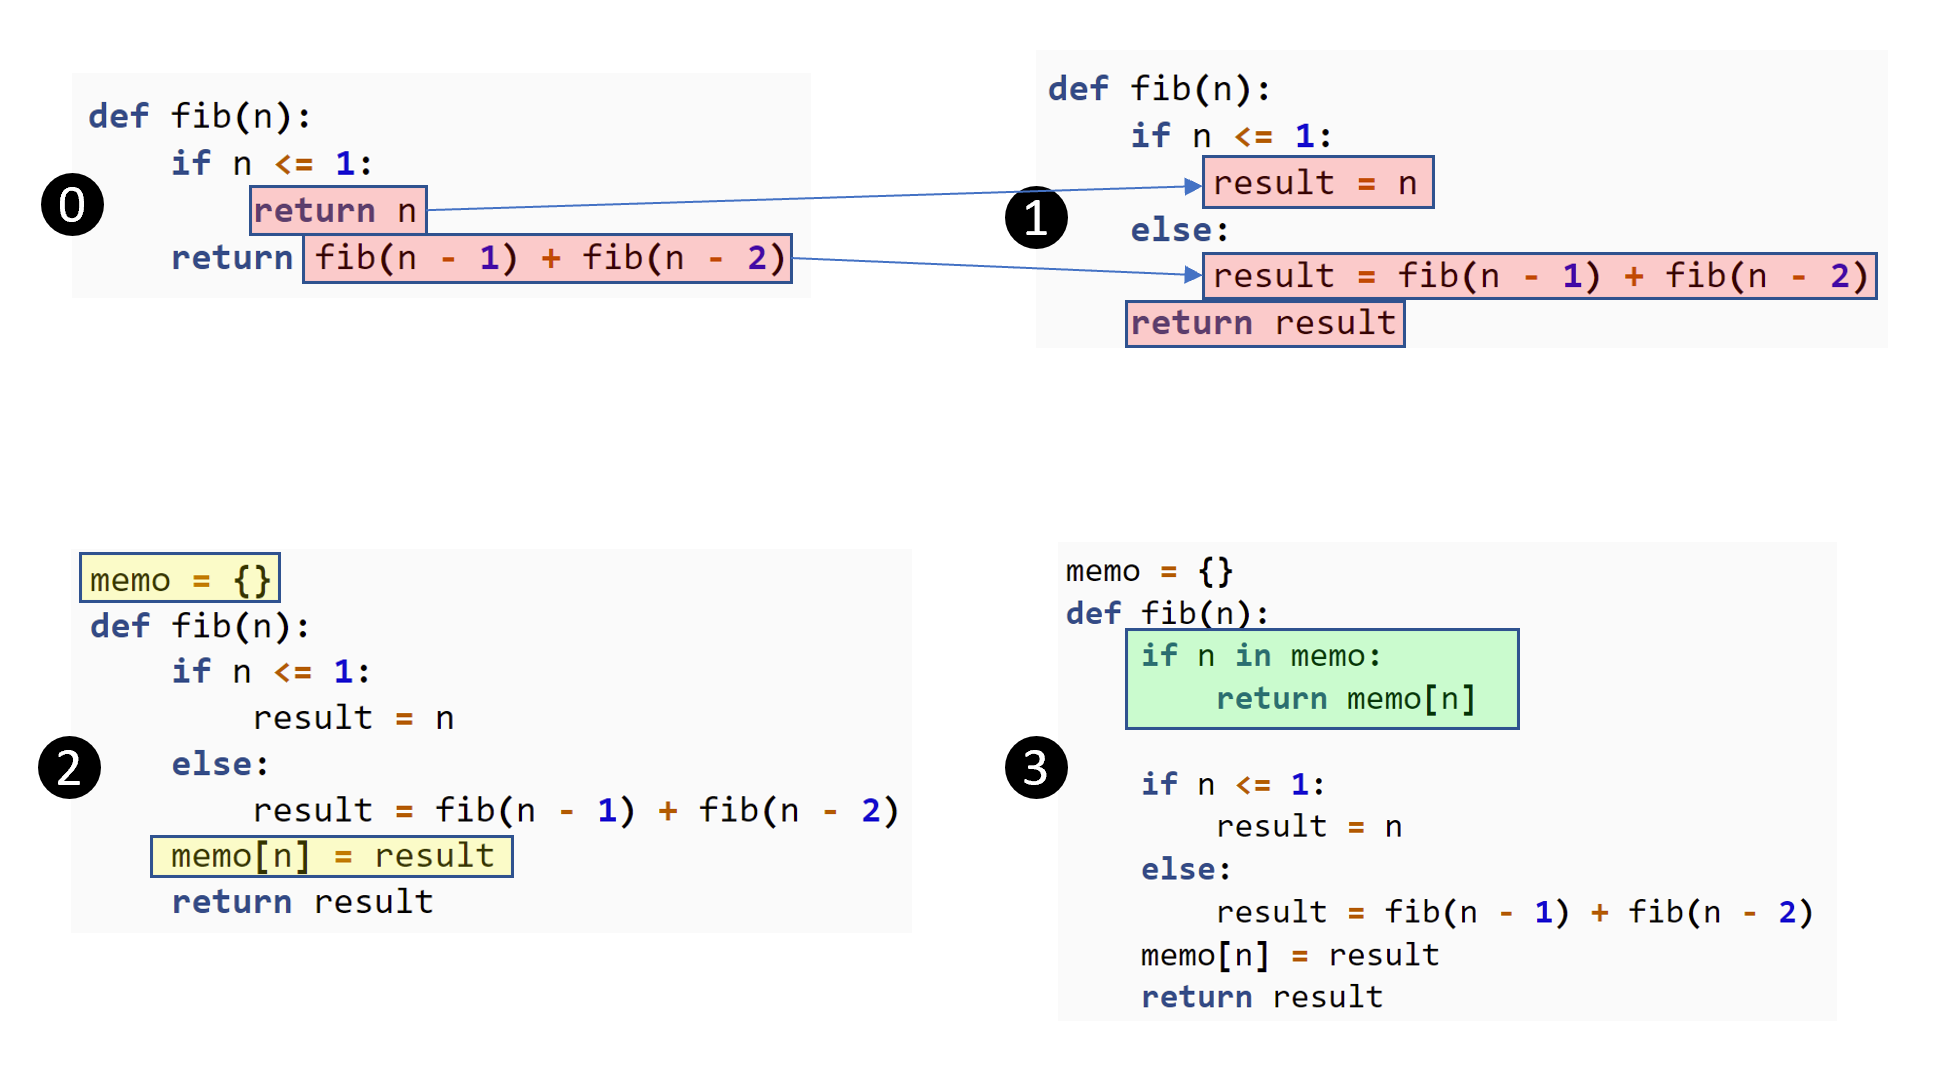 0
def fib(n):
    if n <= 1:
        return n
    return fib(n - 1) + fib(n - 2)
1
def fib(n):
    if n <= 1:
        result = n
    else:
        result = fib(n - 1) + fib(n - 2)
    return result
2
memo = {}
def fib(n):
    if n <= 1:
        result = n
    else:
        result = fib(n - 1) + fib(n - 2)
    memo[n] = result
    return result
3
memo = {}
def fib(n):
    if n in memo:
        return memo[n]
    if n <= 1:
        result = n
    else:
        result = fib(n - 1) + fib(n - 2)
    memo[n] = result
    return result